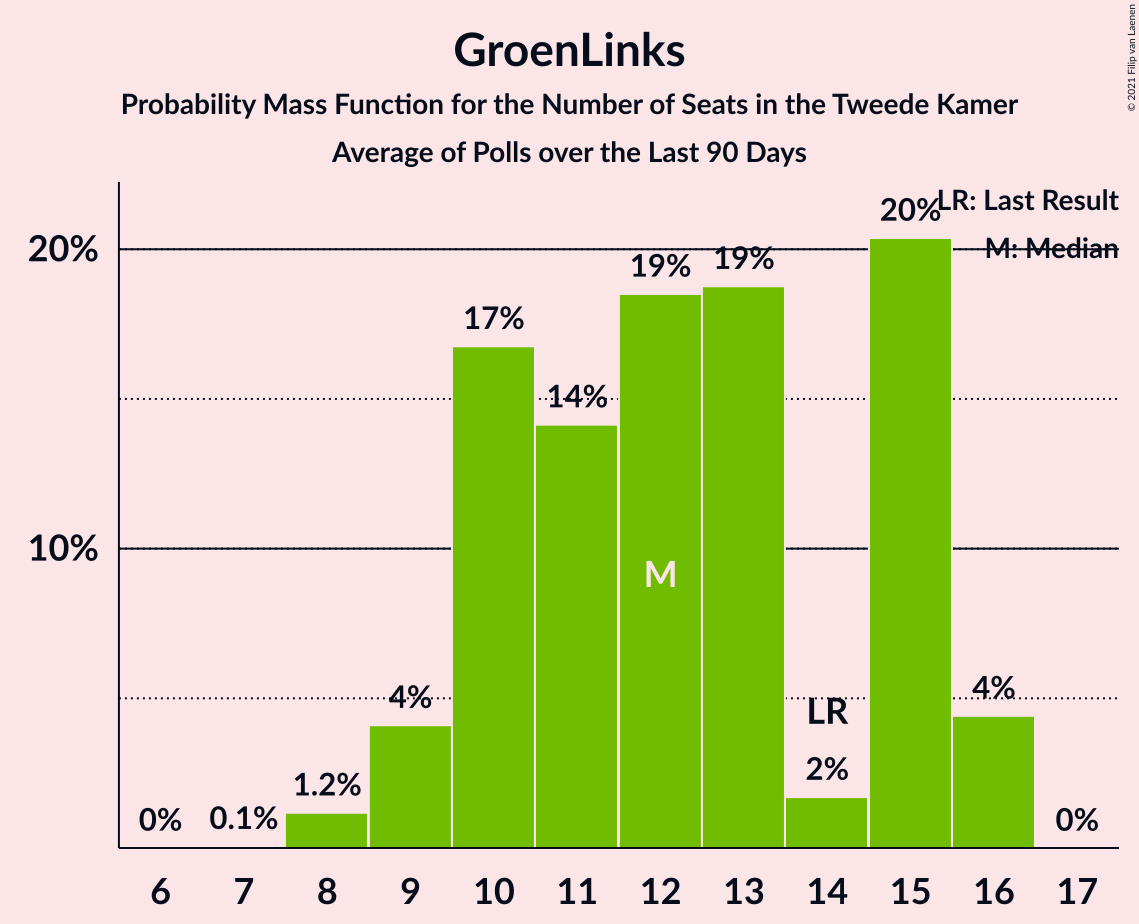 GroenLinks
Probability Mass Function for the Number of Seats in the Tweede Kamer
Average of Polls over the Last 90 Days
© 2021 Filip van Laenen
LR: Last Result
M: Median
20%
10%
0%
0.1%
1.2%
4%
17%
14%
19%
19%
2%
20%
4%
0%
M
LR
6 7 8 9 10 11 12 13 14 15 16 17